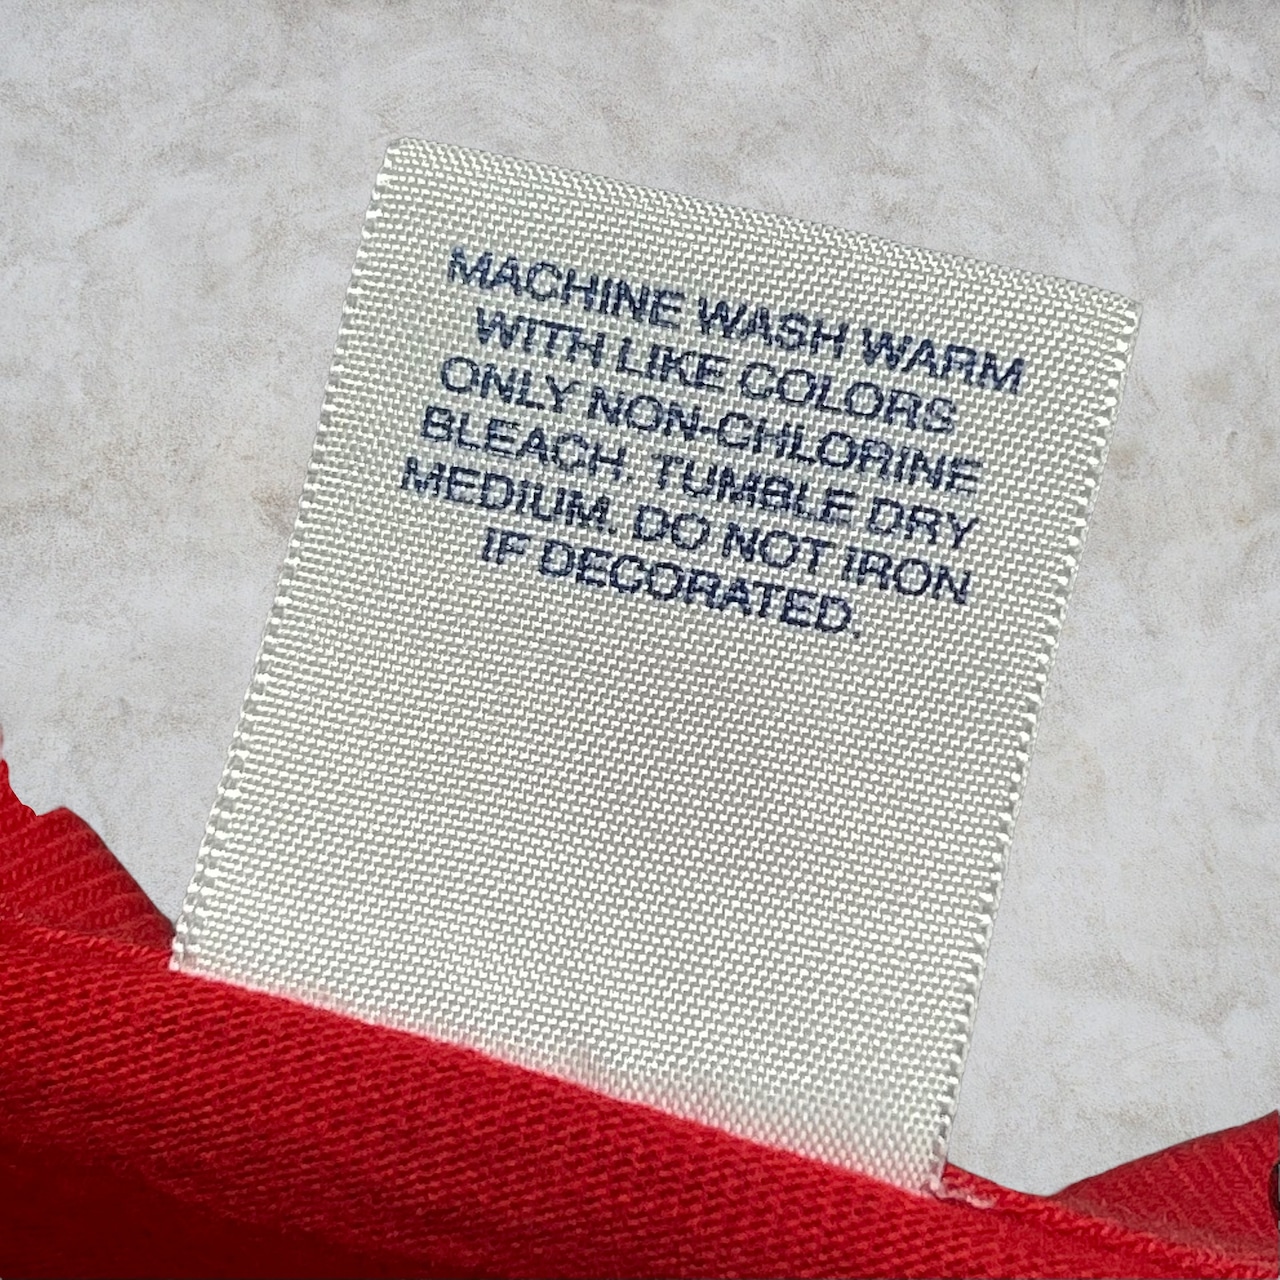 MACHINE WASH WARM
WITH LIKE COLORS
ONLY NON-CHLORINE
BLEACH. TUMBLE DRY
MEDIUM. DO NOT IRON
IF DECORATED.